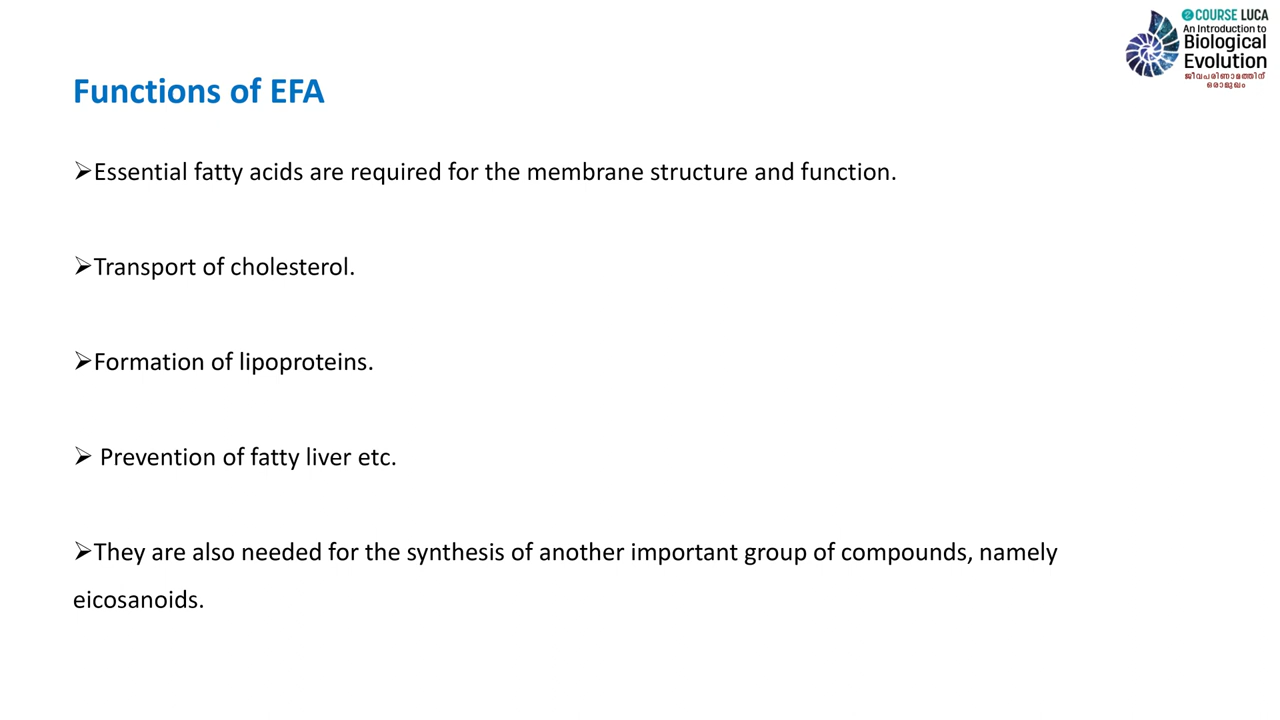 COURSE LUCA
An Introduction to
Biological
Evolution
ജീവപരിണാമത്തിന്
ഒരാമുഖം
Functions of EFA
➢Essential fatty acids are required for the membrane structure and function.
➢Transport of cholesterol.
➢Formation of lipoproteins.
➢ Prevention of fatty liver etc.
➢They are also needed for the synthesis of another important group of compounds, namely
eicosanoids.